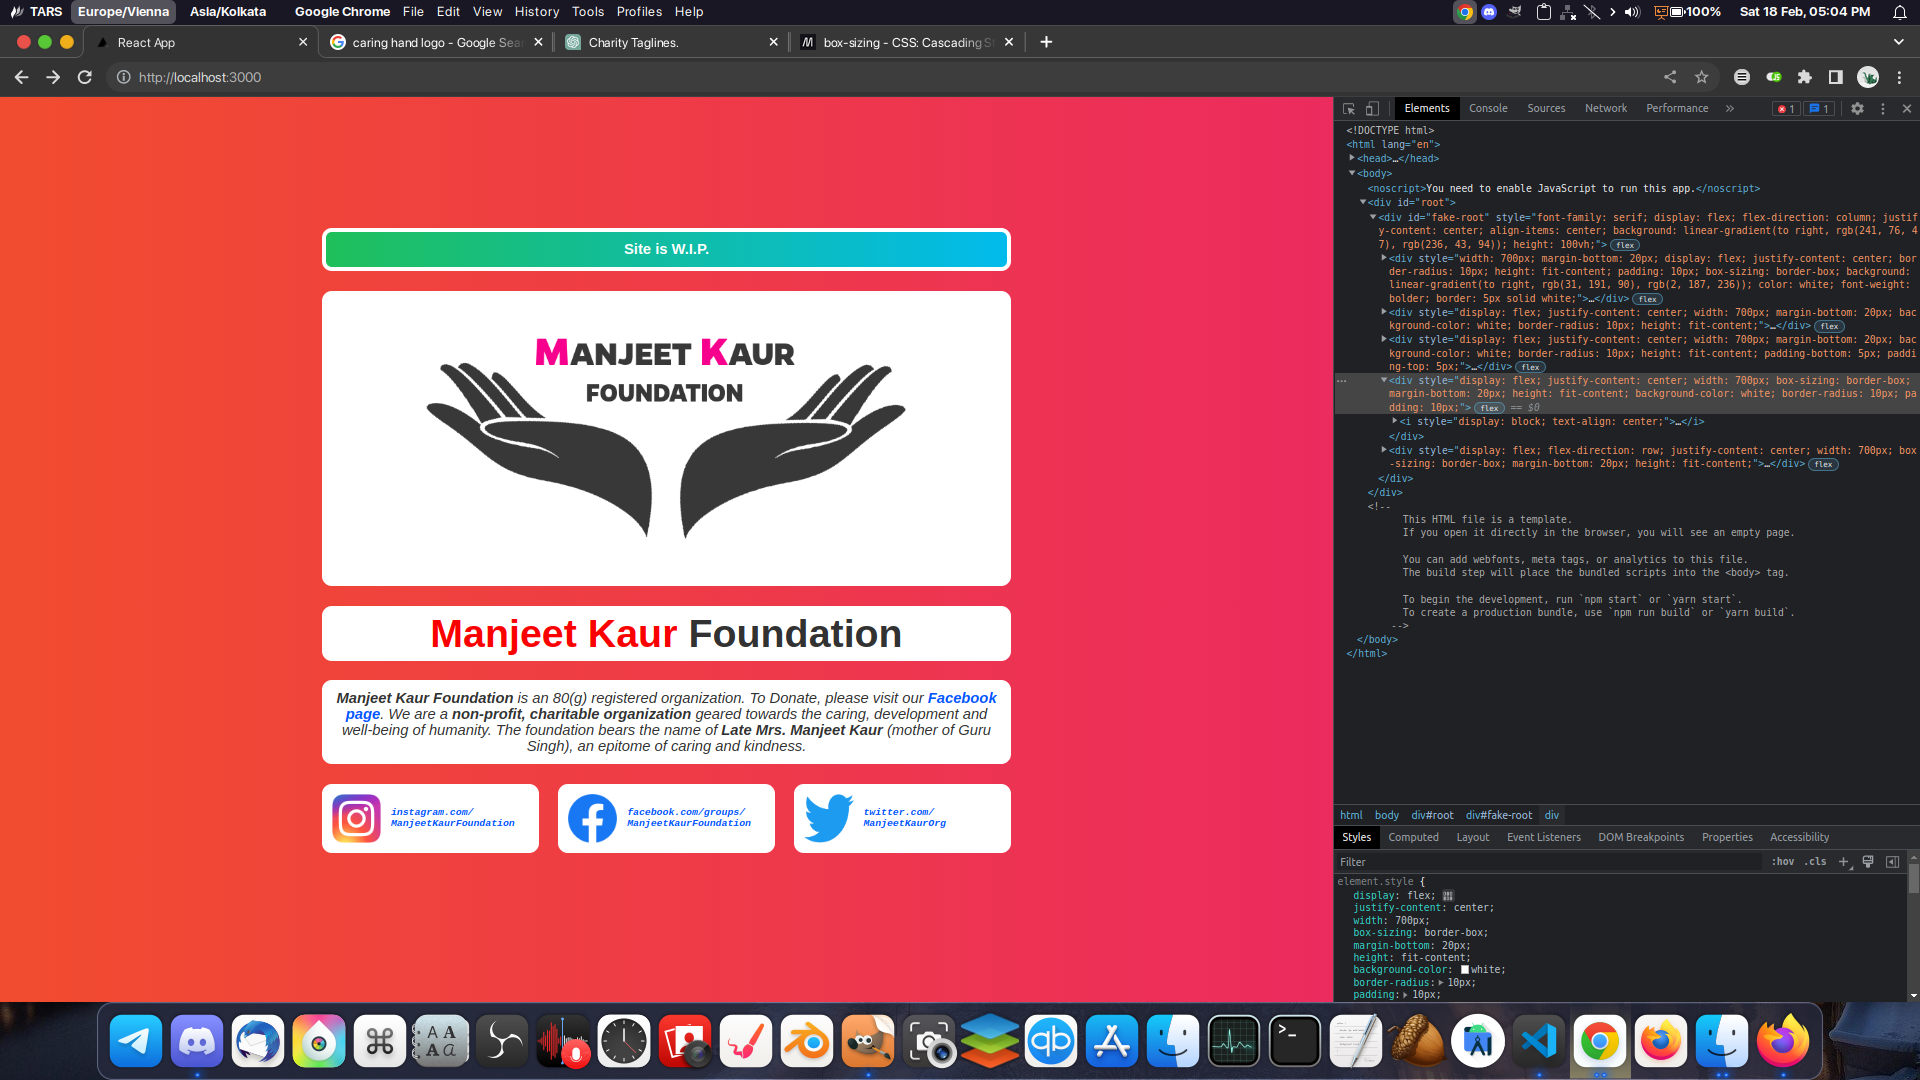 TARS Europe/Vienna Asia/Kolkata Google Chrome File Edit View History Tools Profiles Help 100% Sat 18 Feb, 05:04 PM
React App caring hand logo - Google Sear Charity Taglines. box-sizing - CSS: Cascading S
http://localhost:3000
Site is W.I.P.
MANJEET KAUR
FOUNDATION
Manjeet Kaur Foundation
Manjeet Kaur Foundation is an 80(g) registered organization. To Donate, please visit our Facebook
page. We are a non-profit, charitable organization geared towards the caring, development and
well-being of humanity. The foundation bears the name of Late Mrs. Manjeet Kaur (mother of Guru
Singh), an epitome of caring and kindness.
instagram.com/
ManjeetKaurFoundation
facebook.com/groups/
ManjeetKaurFoundation
twitter.com/
ManjeetKaurOrg
Elements Console Sources Network Performance » 1 1
<!DOCTYPE html>
<html lang="en">
<head>…</head>
<body>
<noscript>You need to enable JavaScript to run this app.</noscript>
<div id="root">
<div id="fake-root" style="font-family: serif; display: flex; flex-direction: column; justif
y-content: center; align-items: center; background: linear-gradient(to right, rgb(241, 76, 4
7), rgb(236, 43, 94)); height: 100vh;"> flex
<div style="width: 700px; margin-bottom: 20px; display: flex; justify-content: center; bor
der-radius: 10px; height: fit-content; padding: 10px; box-sizing: border-box; background:
linear-gradient(to right, rgb(31, 191, 90), rgb(2, 187, 236)); color: white; font-weight:
bolder; border: 5px solid white;">…</div> flex
<div style="display: flex; justify-content: center; width: 700px; margin-bottom: 20px; bac
kground-color: white; border-radius: 10px; height: fit-content;">…</div> flex
<div style="display: flex; justify-content: center; width: 700px; margin-bottom: 20px; bac
kground-color: white; border-radius: 10px; height: fit-content; padding-bottom: 5px; paddi
ng-top: 5px;">…</div> flex
<div style="display: flex; justify-content: center; width: 700px; box-sizing: border-box;
margin-bottom: 20px; height: fit-content; background-color: white; border-radius: 10px; pa
dding: 10px;"> flex == $0
<i style="display: block; text-align: center;">…</i>
</div>
<div style="display: flex; flex-direction: row; justify-content: center; width: 700px; box
-sizing: border-box; margin-bottom: 20px; height: fit-content;">…</div> flex
</div>
</div>
<!--
This HTML file is a template.
If you open it directly in the browser, you will see an empty page.
You can add webfonts, meta tags, or analytics to this file.
The build step will place the bundled scripts into the <body> tag.
To begin the development, run `npm start` or `yarn start`.
To create a production bundle, use `npm run build` or `yarn build`.
-->
</body>
</html>
html body div#root div#fake-root div
Styles Computed Layout Event Listeners DOM Breakpoints Properties Accessibility
Filter :hov .cls
element.style {
display: flex;
justify-content: center;
width: 700px;
box-sizing: border-box;
margin-bottom: 20px;
height: fit-content;
background-color: white;
border-radius: 10px;
padding: 10px;